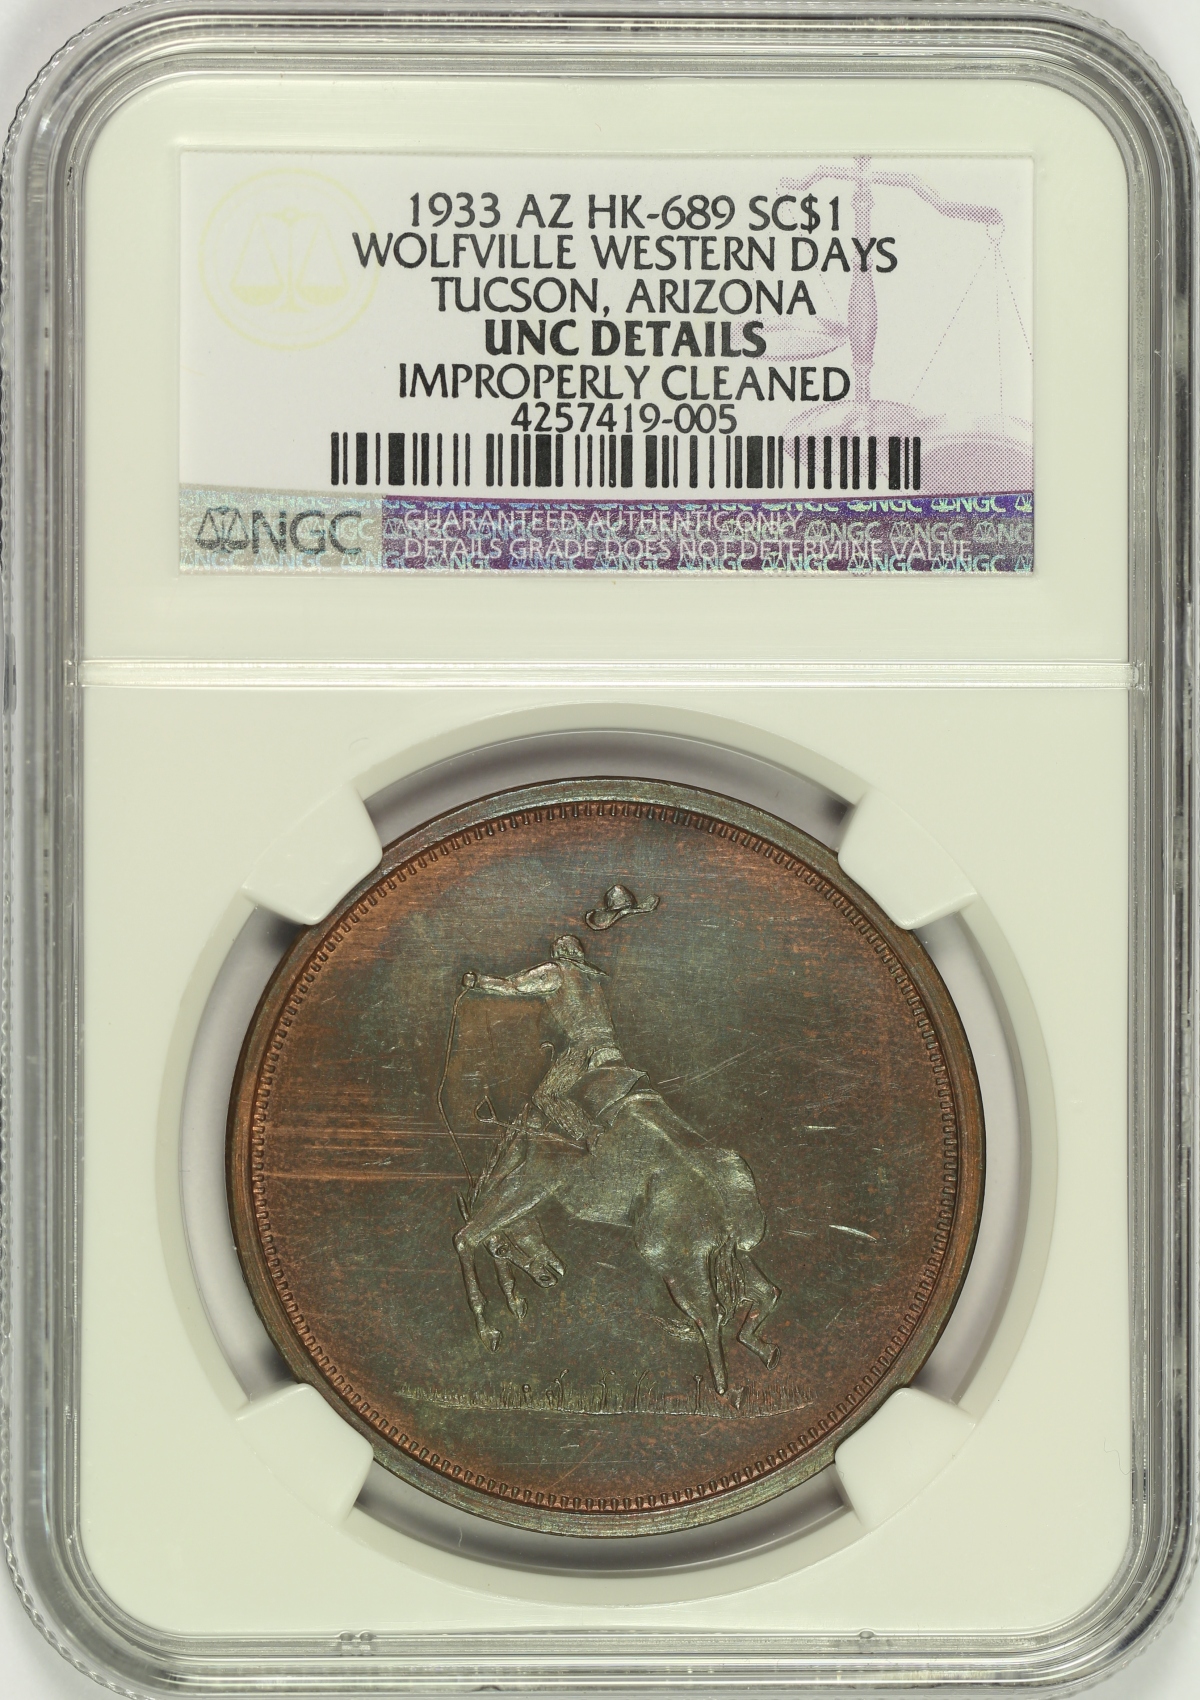 1933 AZ HK-689 SC$1
WOLFVILLE WESTERN DAYS
TUCSON, ARIZONA
UNC DETAILS
IMPROPERLY CLEANED
4257419-005
NGC
GUARANTEED AUTHENTIC ONLY
DETAILS GRADE DOES NOT DETERMINE VALUE